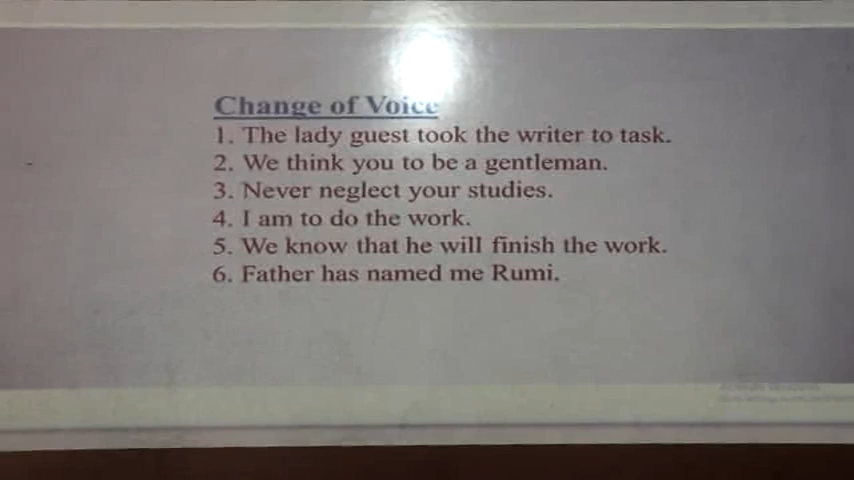 Change of Voice
1. The lady guest took the writer to task.
2. We think you to be a gentleman.
3. Never neglect your studies.
4. I am to do the work.
5. We know that he will finish the work.
6. Father has named me Rumi.